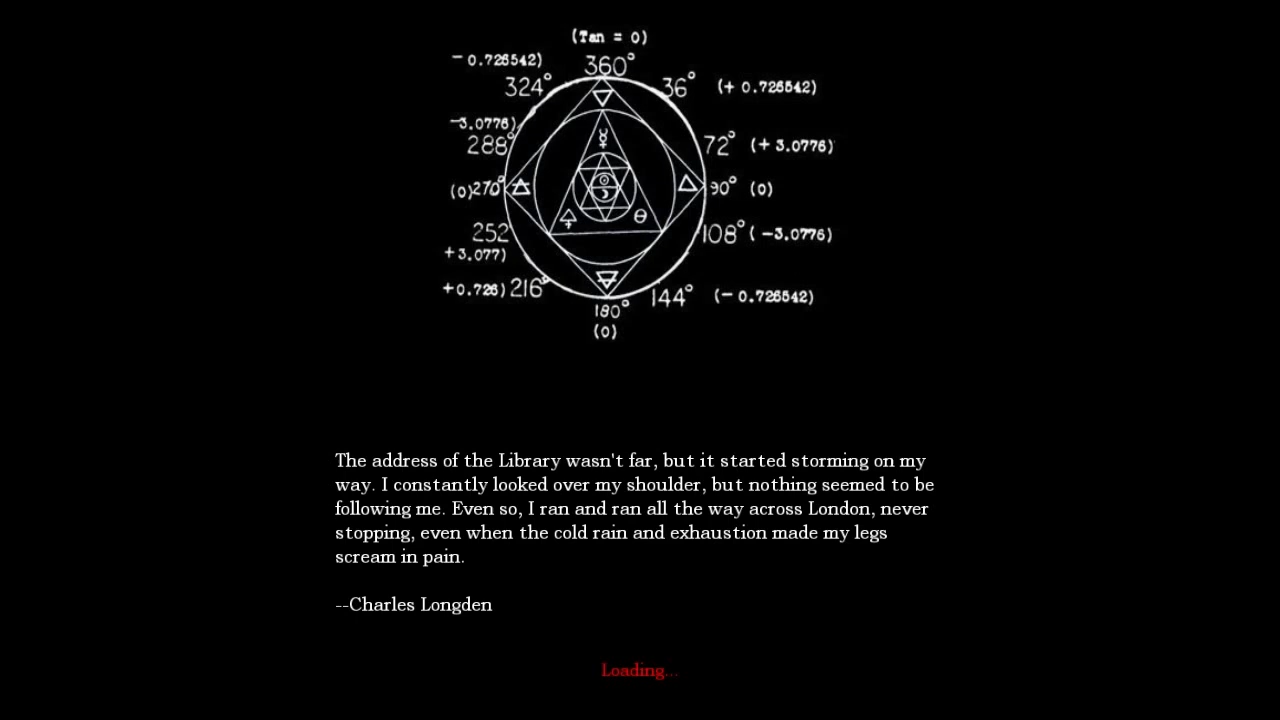 (Tan = 0)
-0.726542)
360°
324°
36°
(+ 0.726542)
-3.0776)
288°
72°
(+ 3.0776)
(0)270°
90°
(0)
252
108°
( -3.0776)
+3.077)
+0.726)
216°
144°
(- 0.726542)
180°
(0)
The address of the Library wasn't far, but it started storming on my
way. I constantly looked over my shoulder, but nothing seemed to be
following me. Even so, I ran and ran all the way across London, never
stopping, even when the cold rain and exhaustion made my legs
scream in pain.
--Charles Longden
Loading...